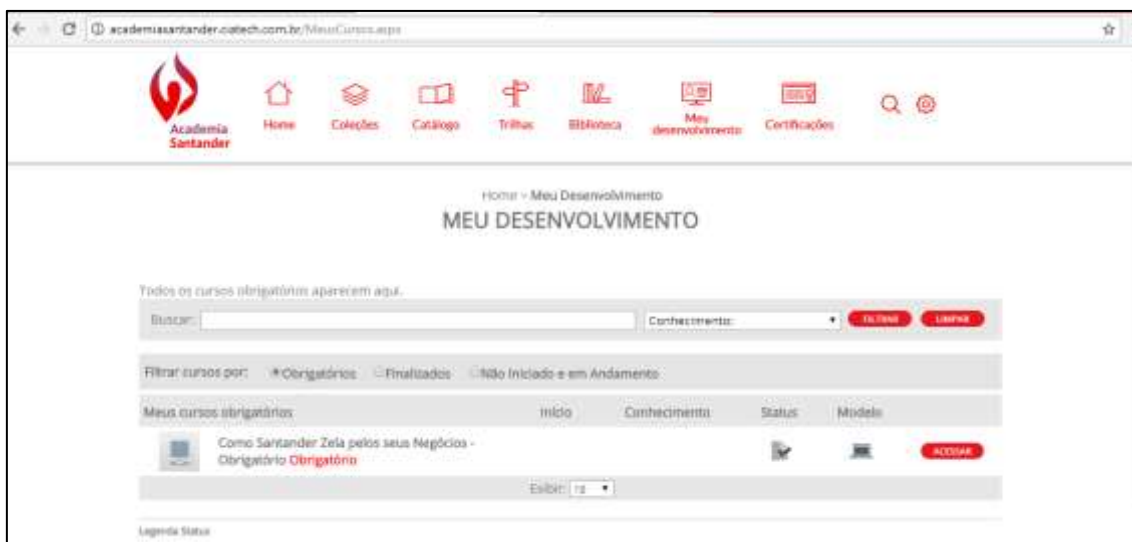 academiasantander.ciatech.com.br/MeusCursos.aspx
Academia
Santander
Home
Coleções
Catálogo
Trilhas
Biblioteca
Meu
desenvolvimento
Certificações
Home > Meu Desenvolvimento
MEU DESENVOLVIMENTO
Todos os cursos obrigatórios aparecem aqui.
Buscar:
Conhecimento:
FILTRAR
LIMPAR
Filtrar cursos por: Obrigatórios Finalizados Não Iniciado e em Andamento
Meus cursos obrigatórios Início Conhecimento Status Modelo
Como Santander Zela pelos seus Negócios -
Obrigatório Obrigatório
ACESSAR
Exibir: 10
Legenda Status